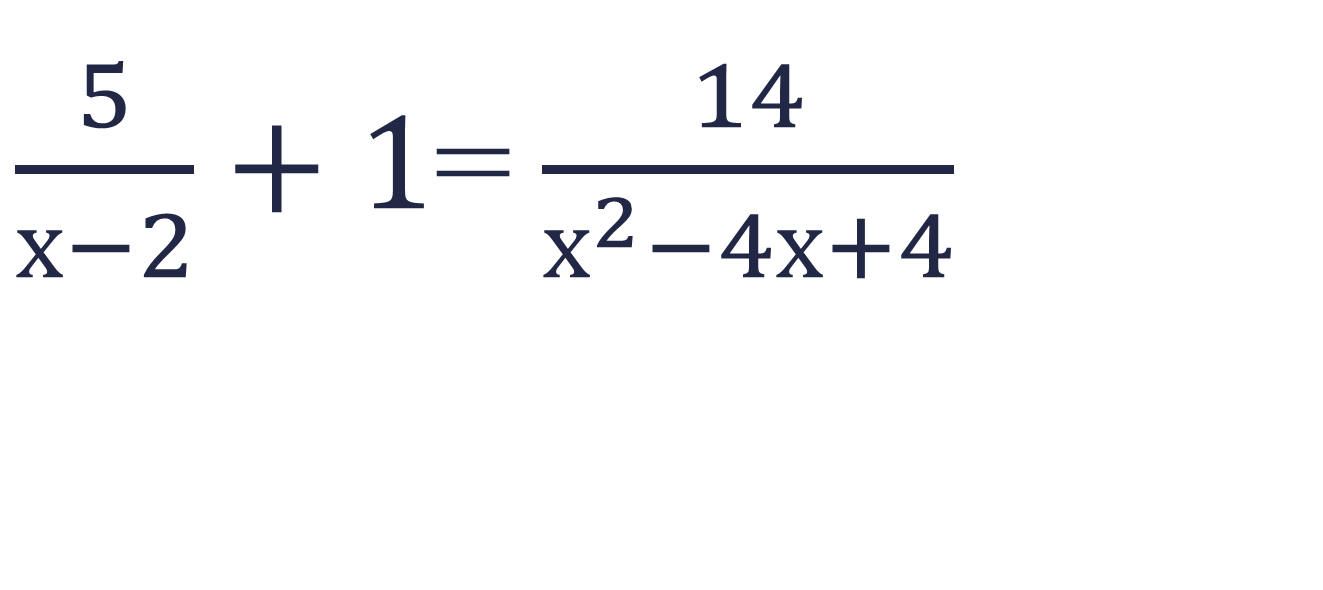 5/(x−2) + 1 = 14/(x²−4x+4)